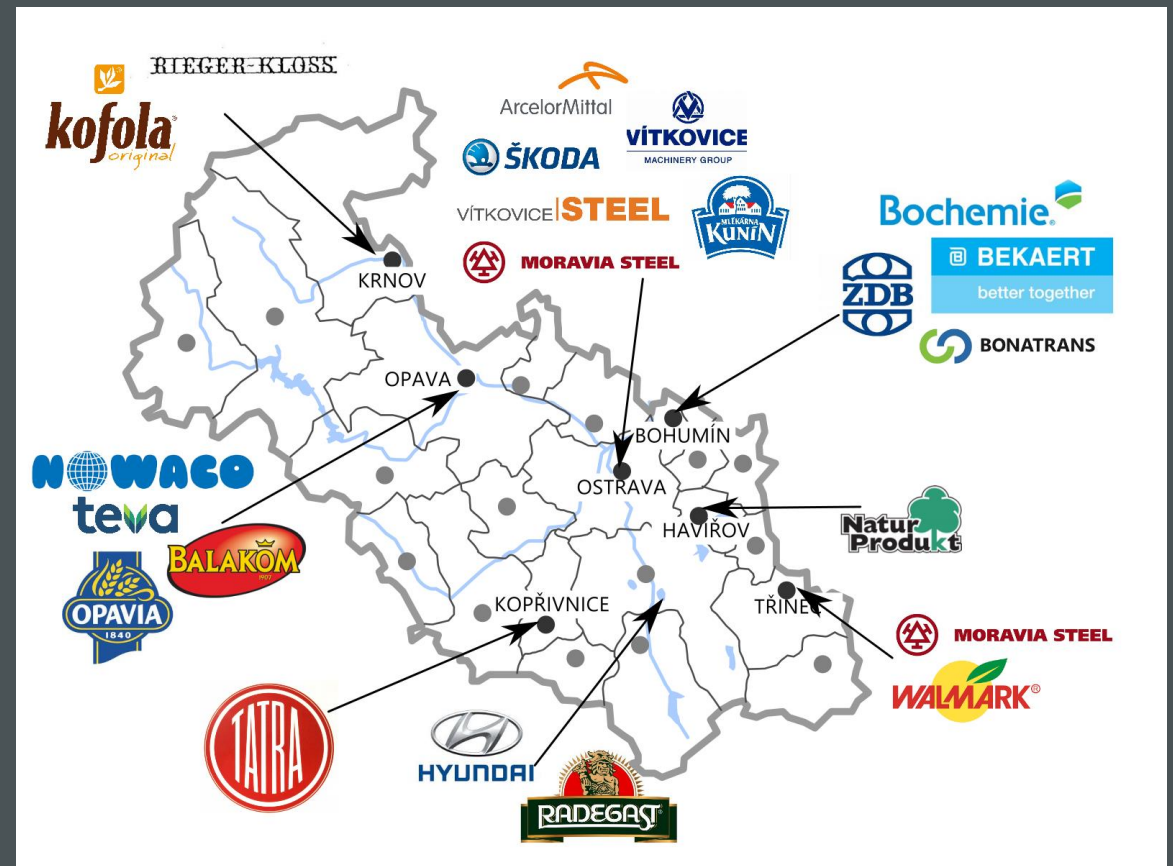 RIEGER-KLOSS
kofola
original
ArcelorMittal
VÍTKOVICE
MACHINERY GROUP
ŠKODA
VÍTKOVICE STEEL
MLÉKÁRNA
KUNÍN
MORAVIA STEEL
Bochemie
BEKAERT
better together
ZDB
BONATRANS
KRNOV
OPAVA
BOHUMÍN
OSTRAVA
HAVÍŘOV
NOWACO
teva
BALAKOM
1907
OPAVIA
1840
Natur
Produkt
KOPŘIVNICE
TŘINEC
MORAVIA STEEL
WALMARK®
TATRA
HYUNDAI
RADEGAST